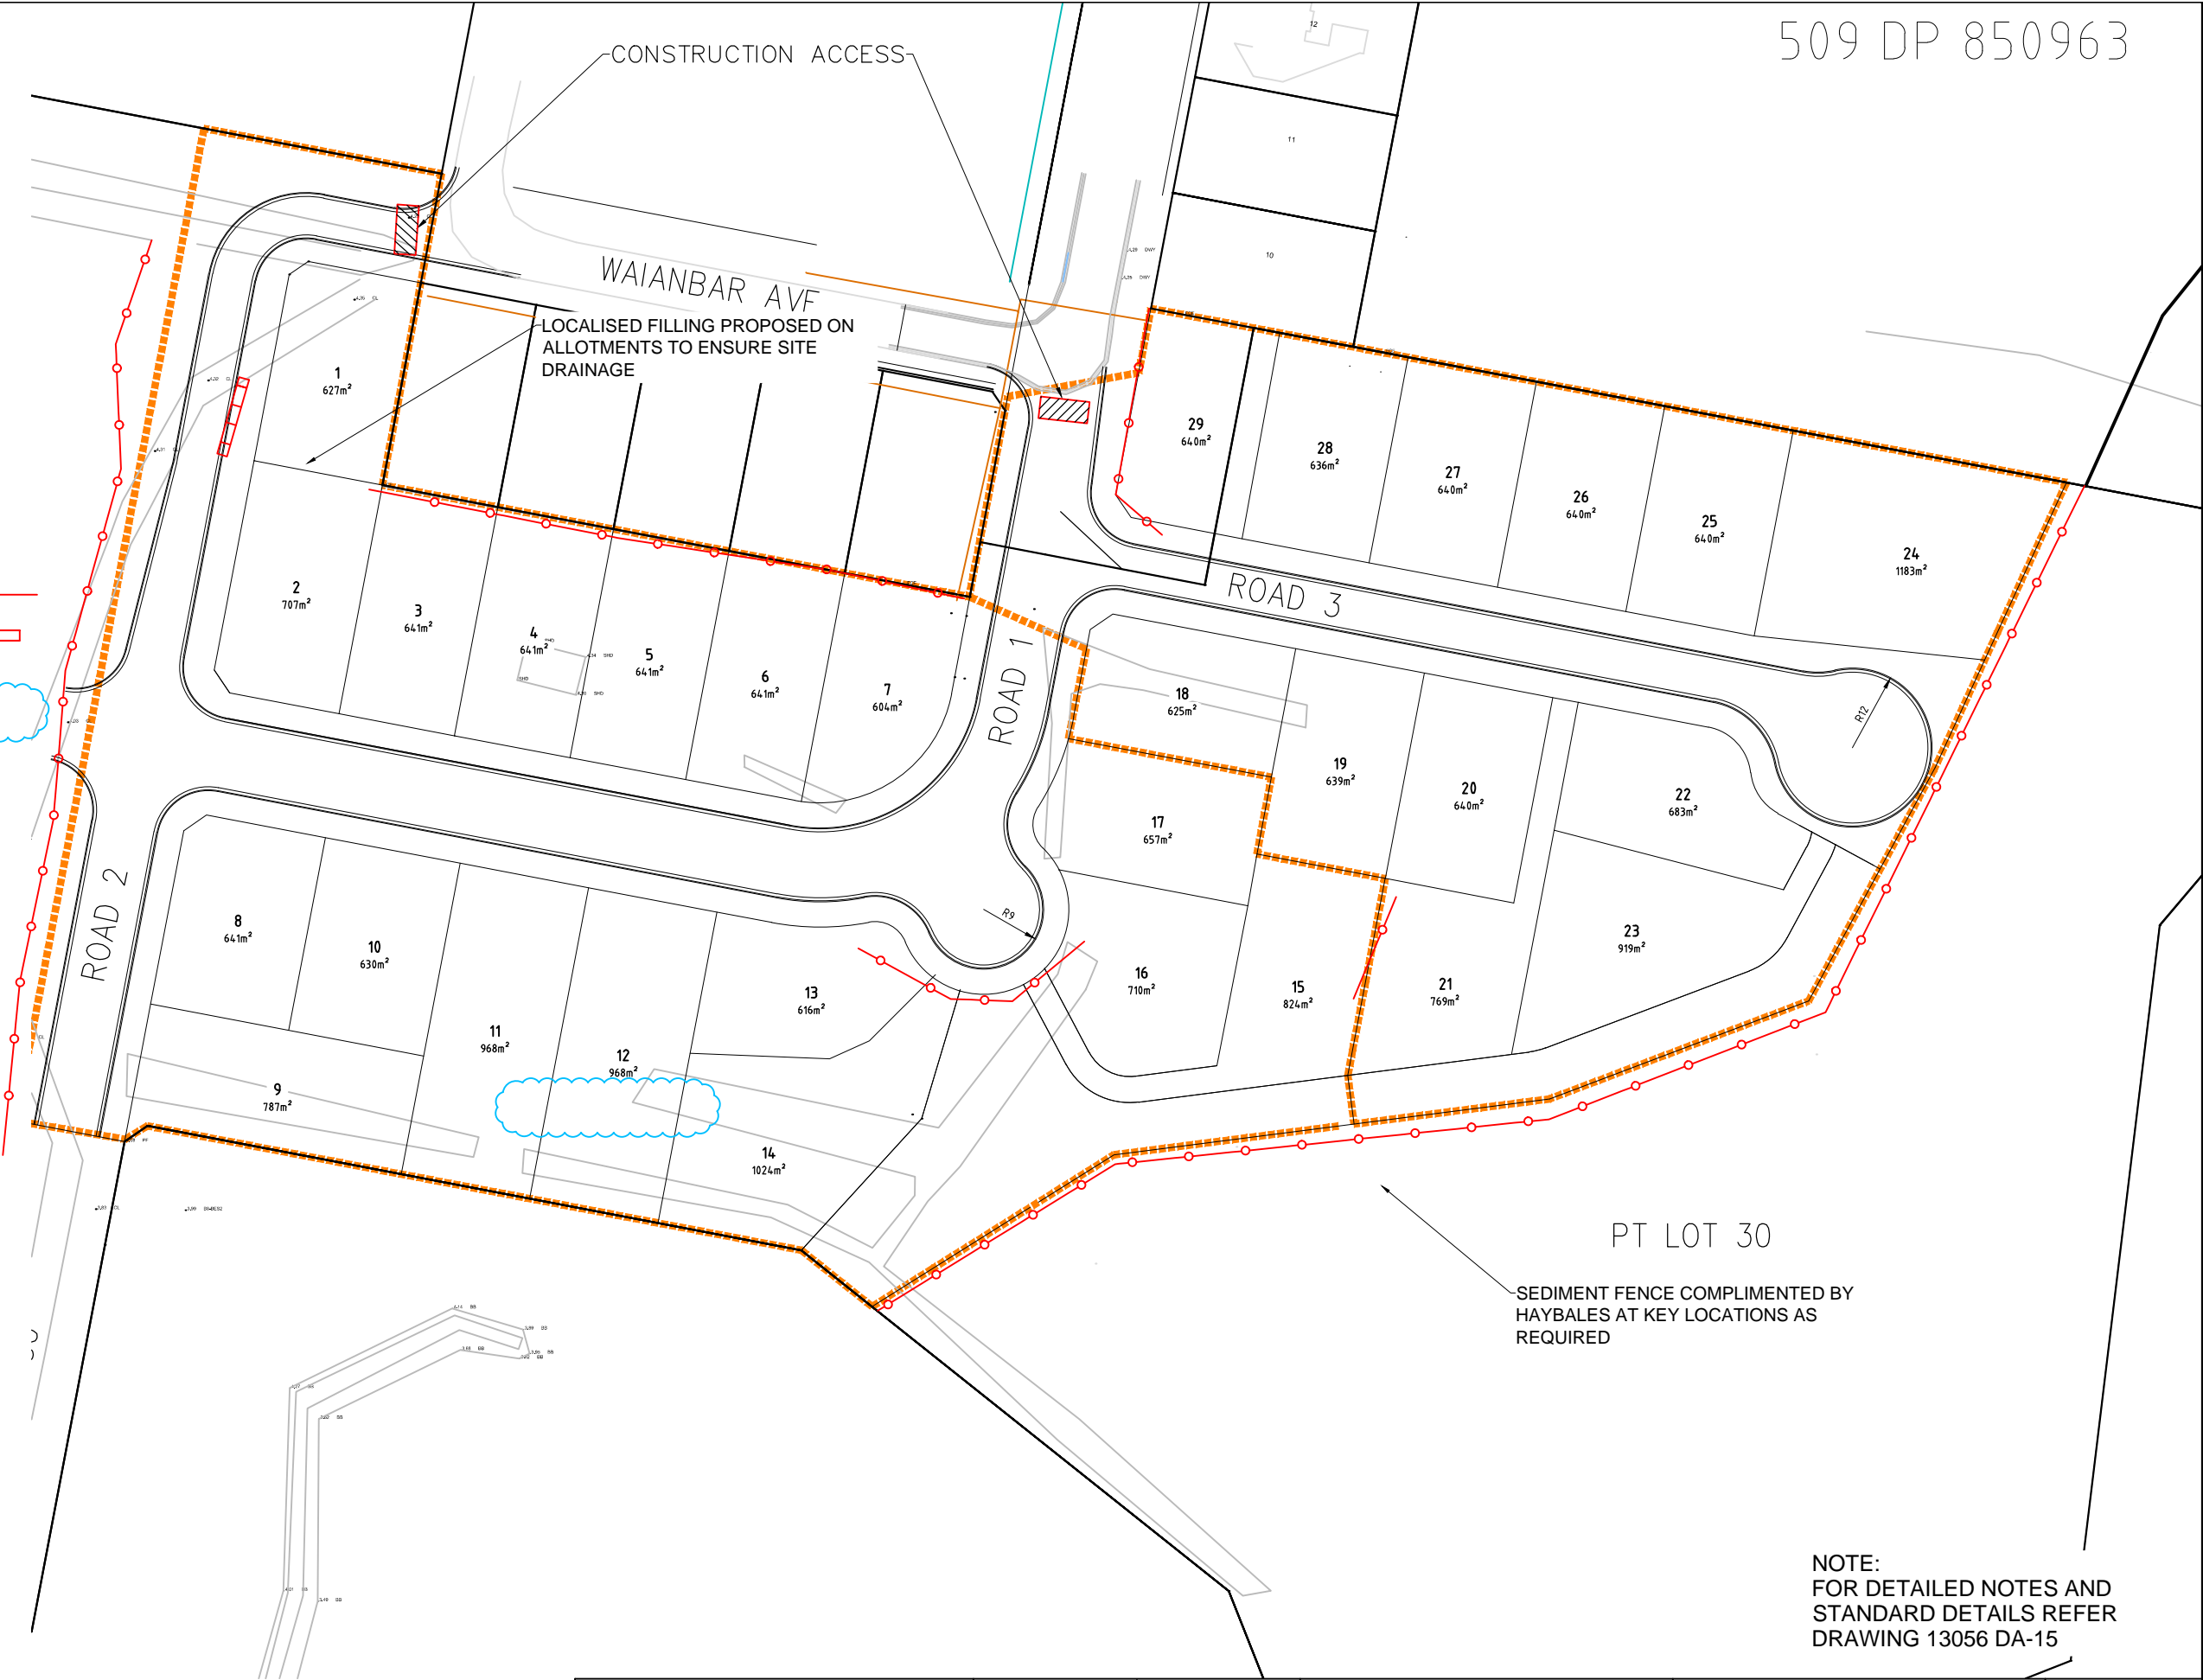 509 DP 850963
CONSTRUCTION ACCESS
12
11
10
WAIANBAR AVE
LOCALISED FILLING PROPOSED ON
ALLOTMENTS TO ENSURE SITE
DRAINAGE
1
627m²
2
707m²
3
641m²
4
641m²
5
641m²
6
641m²
7
604m²
29
640m²
28
636m²
27
640m²
26
640m²
25
640m²
24
1183m²
ROAD 3
ROAD 1
R12
18
625m²
19
639m²
20
640m²
22
683m²
17
657m²
R9
ROAD 2
8
641m²
10
630m²
11
968m²
12
968m²
13
616m²
16
710m²
15
824m²
21
769m²
23
919m²
9
787m²
14
1024m²
PT LOT 30
SEDIMENT FENCE COMPLIMENTED BY
HAYBALES AT KEY LOCATIONS AS
REQUIRED
NOTE:
FOR DETAILED NOTES AND
STANDARD DETAILS REFER
DRAWING 13056 DA-15